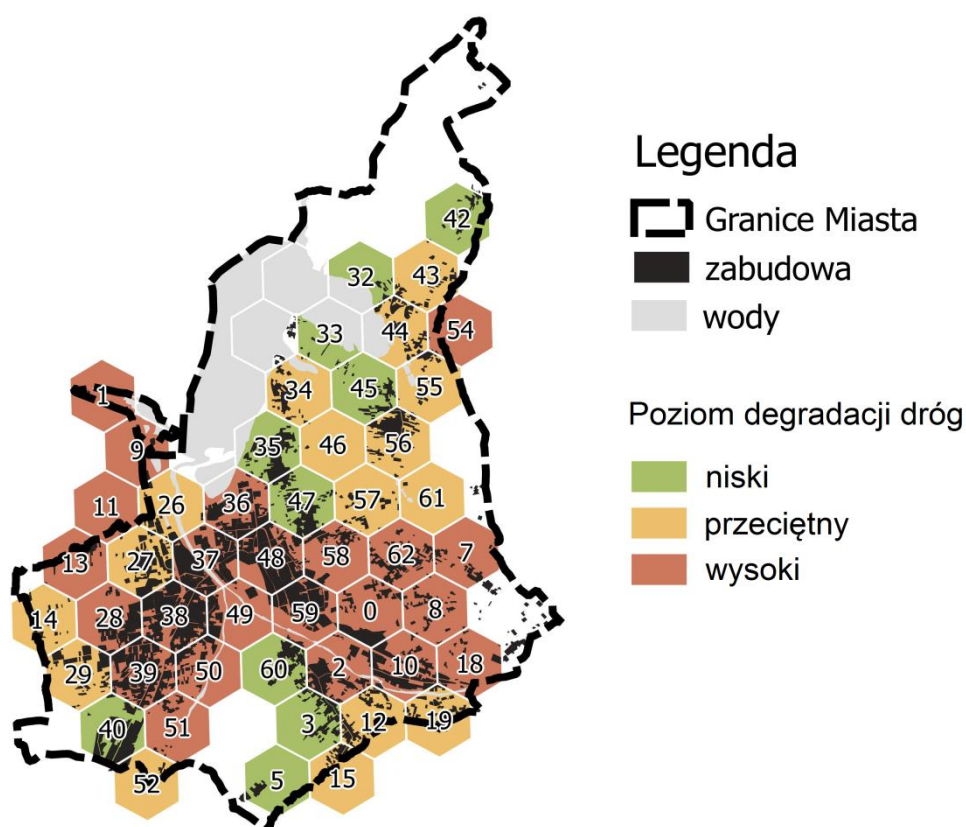 Legenda
Granice Miasta
zabudowa
wody
Poziom degradacji dróg
niski
przeciętny
wysoki
42
32 43
33 44 54
1 34 45 55
9 35 46 56
11 26 36 47 57 61
13 27 37 48 58 62 7
14 28 38 49 59 0 8
29 39 50 60 2 10 18
40 51 3 12 19
52 5 15